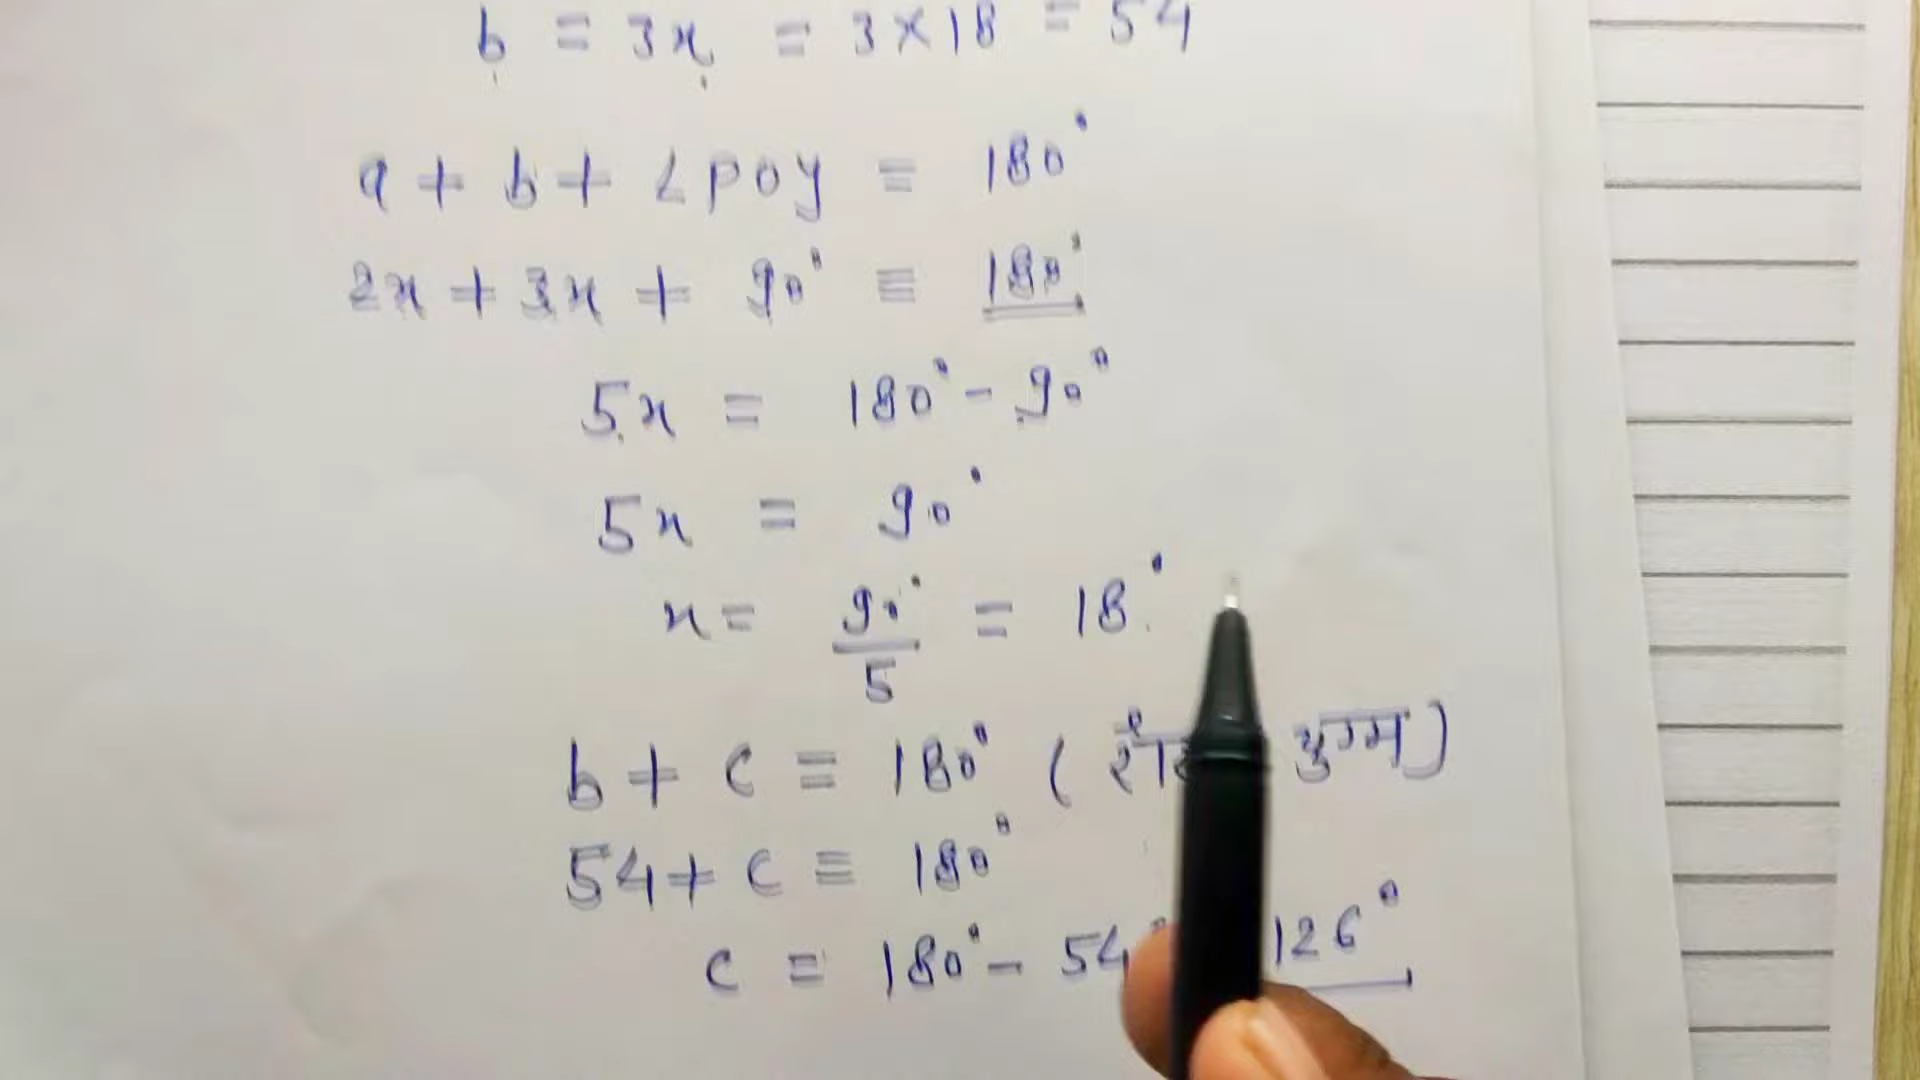 b = 3x = 3×18 = 54
a + b + ∠POY = 180°
2x + 3x + 90° = 180°
5x = 180° - 90°
5x = 90°
x = 90°/5 = 18°
b + c = 180° ( युग्म)
54 + c = 180°
c = 180° - 54° 126°